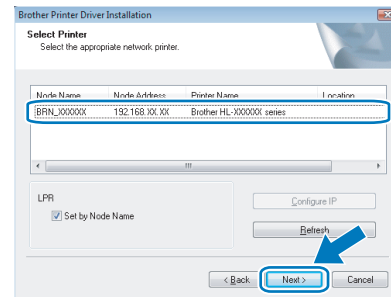 Brother Printer Driver Installation
Select Printer
Select the appropriate network printer.
Node Name Node Address Printer Name Location
BRN_XXXXXX 192.168.XX.XX Brother HL-XXXXXX series
LPR
Set by Node Name
Configure IP
Refresh
< Back Next > Cancel